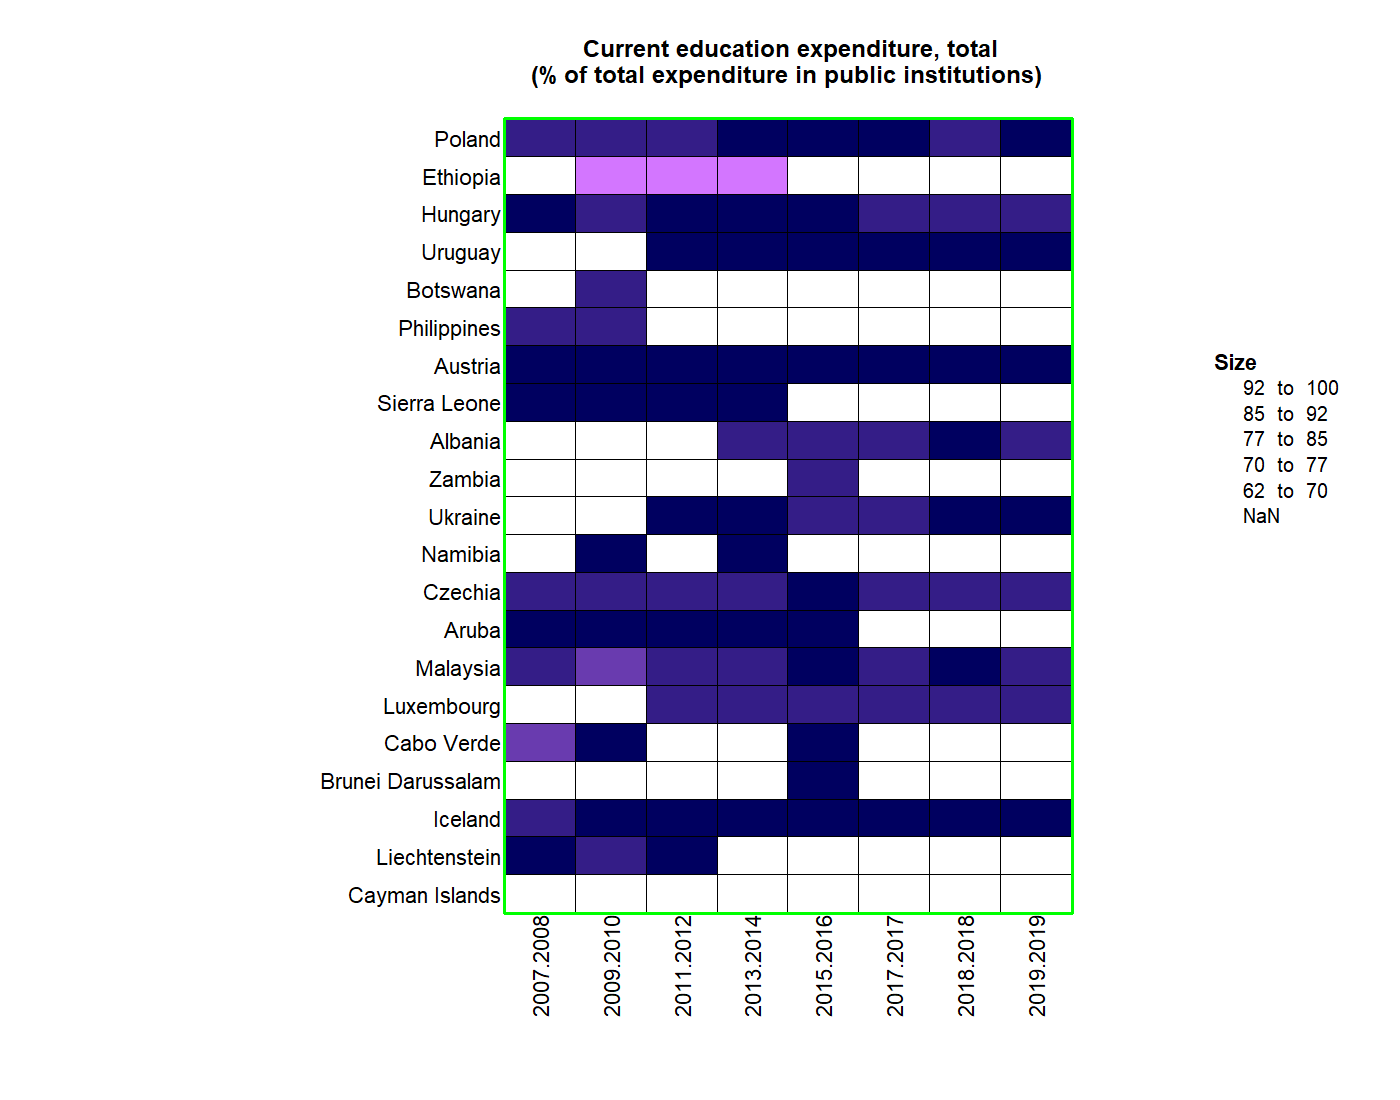 Current education expenditure, total
(% of total expenditure in public institutions)
Poland
Ethiopia
Hungary
Uruguay
Botswana
Philippines
Austria
Sierra Leone
Albania
Zambia
Ukraine
Namibia
Czechia
Aruba
Malaysia
Luxembourg
Cabo Verde
Brunei Darussalam
Iceland
Liechtenstein
Cayman Islands
2007.2008
2009.2010
2011.2012
2013.2014
2015.2016
2017.2017
2018.2018
2019.2019
Size
92 to 100
85 to 92
77 to 85
70 to 77
62 to 70
NaN